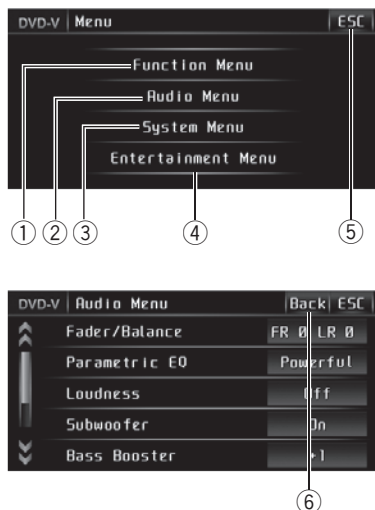 DVD-V Menu ESC
Function Menu
Audio Menu
System Menu
Entertainment Menu
① ② ③ ④ ⑤
DVD-V Audio Menu Back ESC
Fader/Balance FR 0 LR 0
Parametric EQ Powerful
Loudness Off
Subwoofer On
Bass Booster +1
⑥